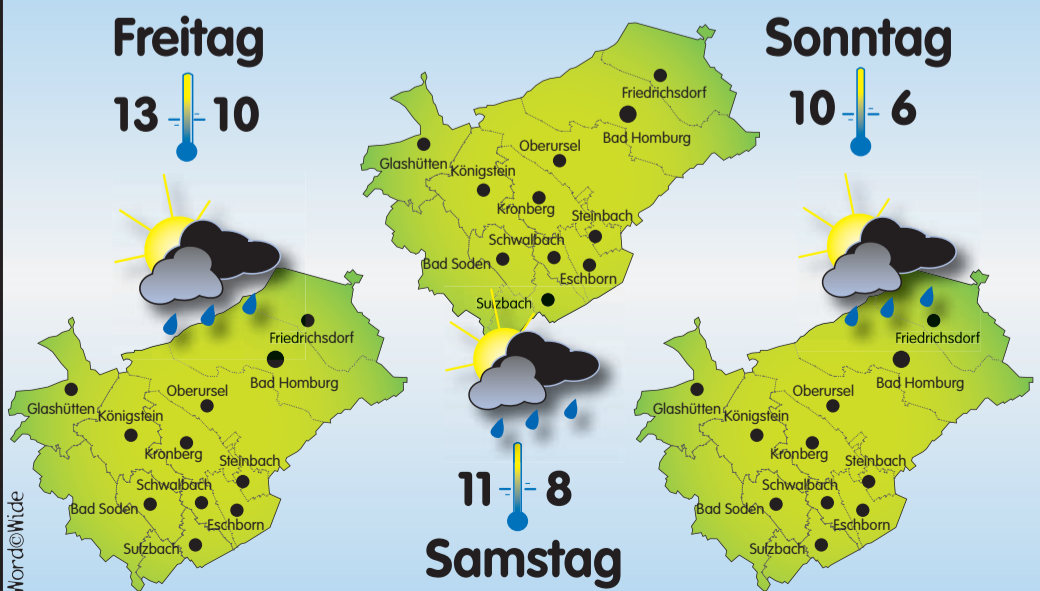 Freitag
13 10
Friedrichsdorf
Bad Homburg
Oberursel
Glashütten
Königstein
Kronberg
Steinbach
Schwalbach
Bad Soden
Eschborn
Sulzbach
Friedrichsdorf
Bad Homburg
Oberursel
Glashütten
Königstein
Kronberg
Steinbach
Schwalbach
Bad Soden
Eschborn
Sulzbach
11 8
Samstag
Sonntag
10 6
Friedrichsdorf
Bad Homburg
Oberursel
Glashütten
Königstein
Kronberg
Steinbach
Schwalbach
Bad Soden
Eschborn
Sulzbach
Word©Wide